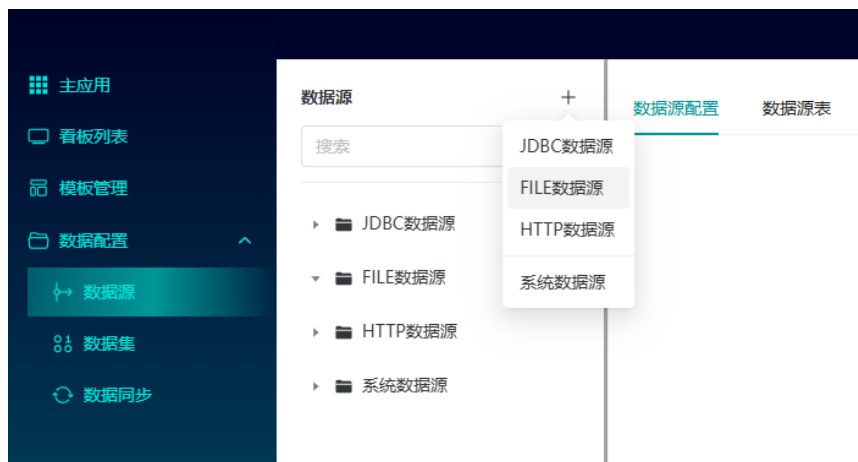 主应用
看板列表
模板管理
数据配置
数据源
数据集
数据同步
数据源
搜索
JDBC数据源
FILE数据源
HTTP数据源
系统数据源
JDBC数据源
FILE数据源
HTTP数据源
系统数据源
数据源配置
数据源表